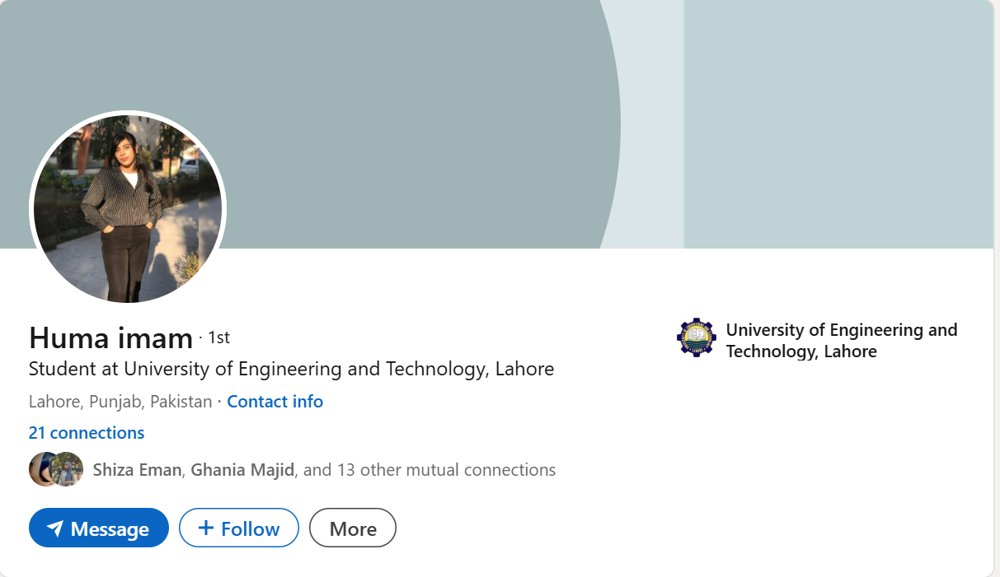 Huma imam · 1st
University of Engineering and
Technology, Lahore
Student at University of Engineering and Technology, Lahore
Lahore, Punjab, Pakistan · Contact info
21 connections
Shiza Eman, Ghania Majid, and 13 other mutual connections
Message
+ Follow
More